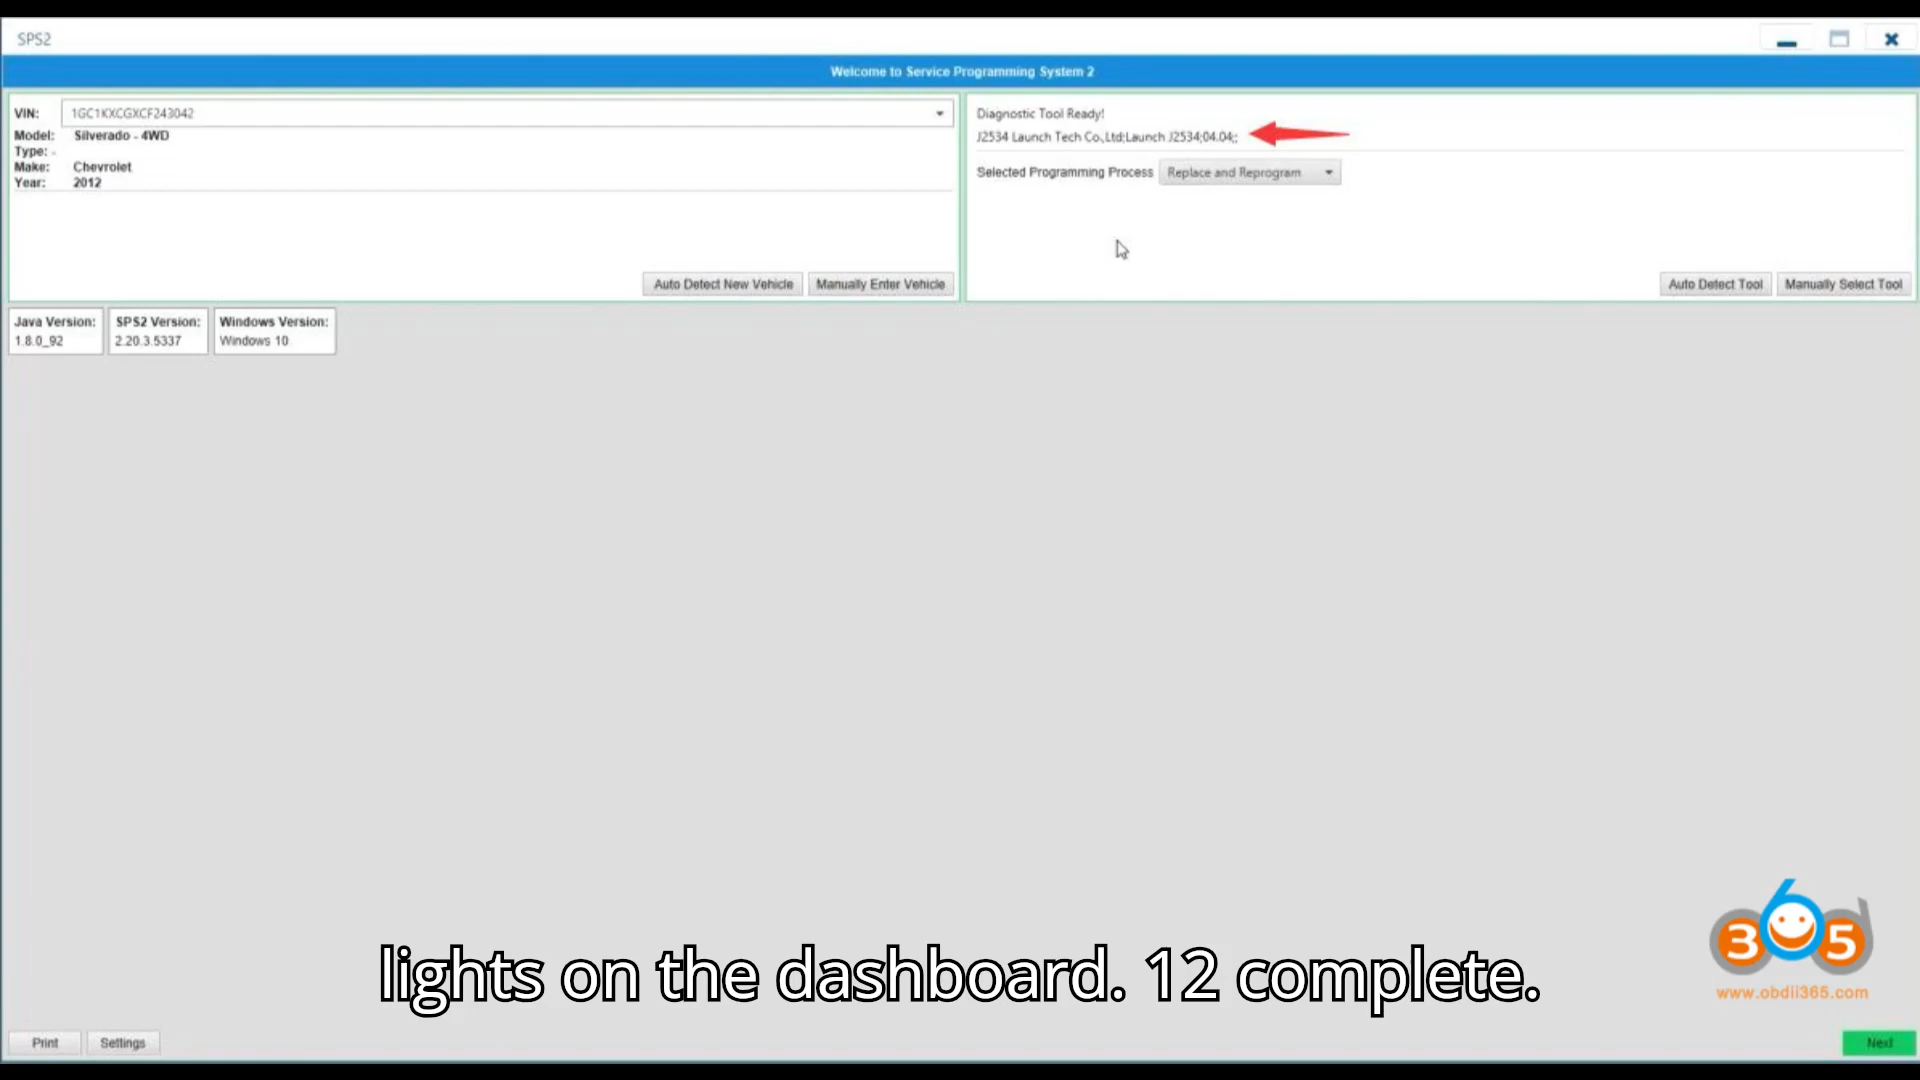 SPS2
Welcome to Service Programming System 2
VIN: 1GC1KXCGXCF243042
Model: Silverado - 4WD
Type: -
Make: Chevrolet
Year: 2012
Auto Detect New Vehicle
Manually Enter Vehicle
Diagnostic Tool Ready!
J2534 Launch Tech Co.,Ltd;Launch J2534;04.04;;
Selected Programming Process Replace and Reprogram
Auto Detect Tool
Manually Select Tool
Java Version:
1.8.0_92
SPS2 Version:
2.20.3.5337
Windows Version:
Windows 10
365d
www.obdii365.com
lights on the dashboard. 12 complete.
Print
Settings
Next